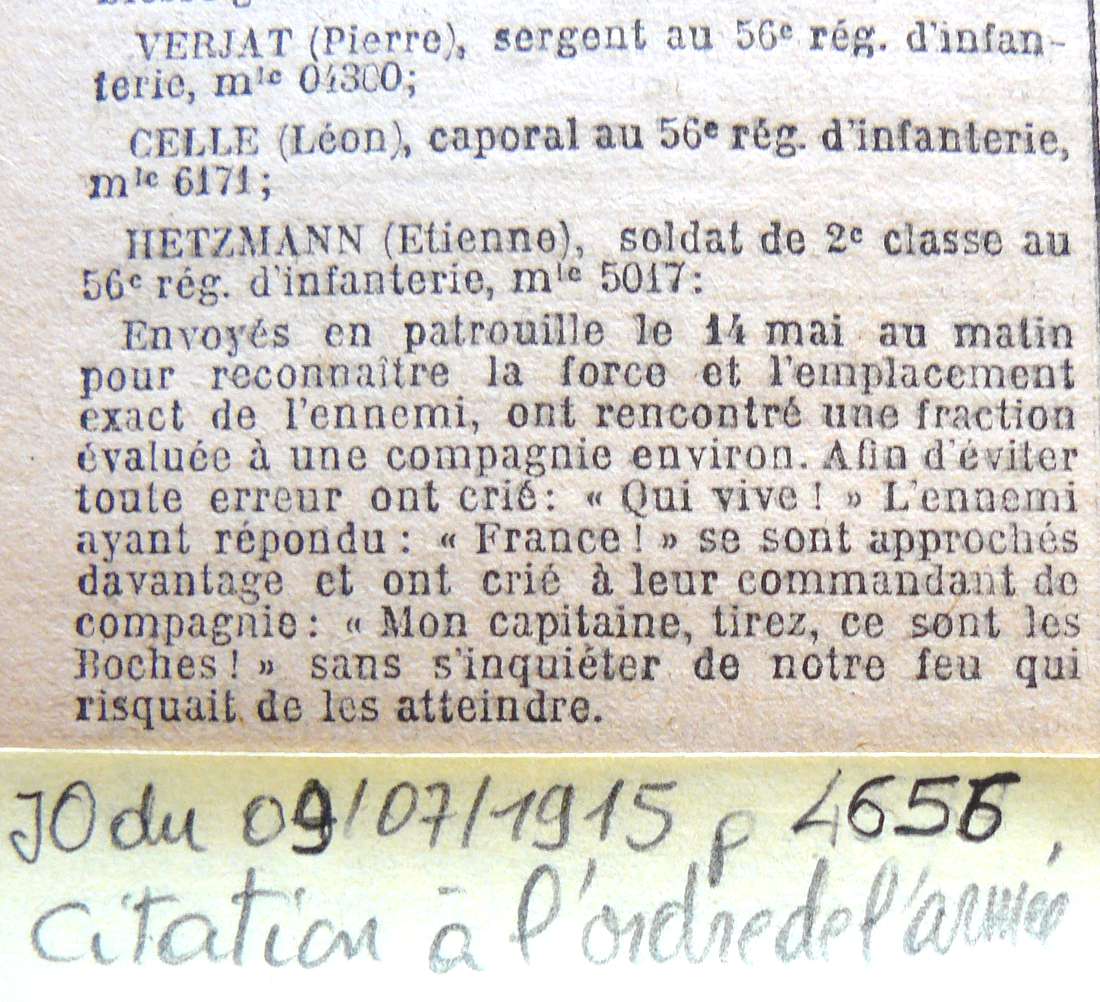 VERJAT (Pierre), sergent au 56e rég. d'infan-
terie, mle 04300;
CELLE (Léon), caporal au 56e rég. d'infanterie,
mle 6171;
HETZMANN (Etienne), soldat de 2e classe au
56e rég. d'infanterie, mle 5017:
Envoyés en patrouille le 14 mai au matin
pour reconnaître la force et l'emplacement
exact de l'ennemi, ont rencontré une fraction
évaluée à une compagnie environ. Afin d'éviter
toute erreur ont crié: « Qui vive! » L'ennemi
ayant répondu: « France! » se sont approchés
davantage et ont crié à leur commandant de
compagnie: « Mon capitaine, tirez, ce sont les
Boches! » sans s'inquiéter de notre feu qui
risquait de les atteindre.
JO du 09/07/1915 p 4656,
Citation à l'ordre de l'armée